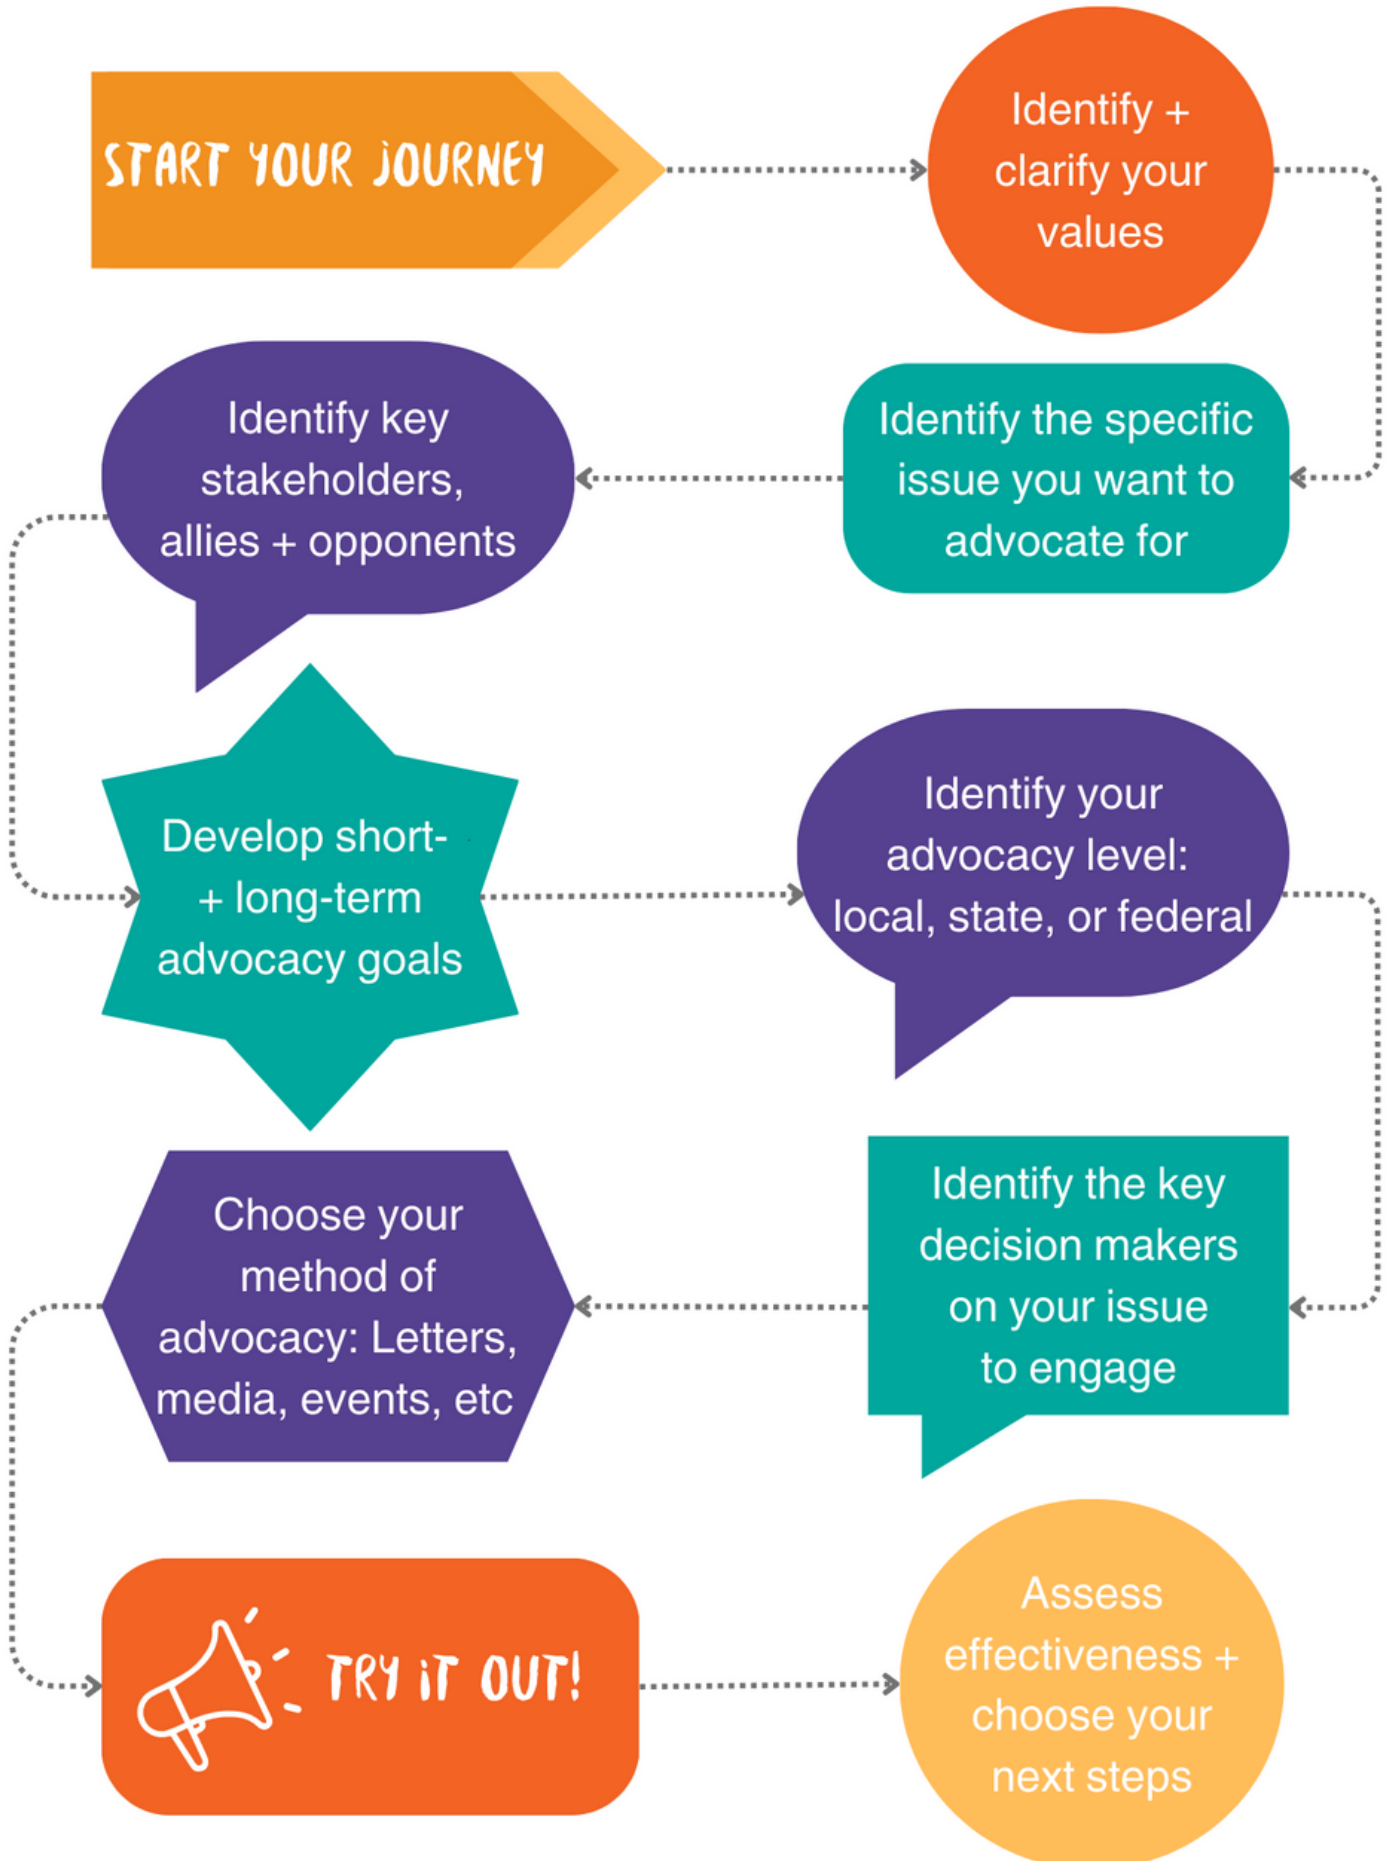 START YOUR JOURNEY
Identify +
clarify your
values
Identify the specific
issue you want to
advocate for
Identify key
stakeholders,
allies + opponents
Develop short-
+ long-term
advocacy goals
Identify your
advocacy level:
local, state, or federal
Identify the key
decision makers
on your issue
to engage
Choose your
method of
advocacy: Letters,
media, events, etc
TRY iT OUT!
Assess
effectiveness +
choose your
next steps